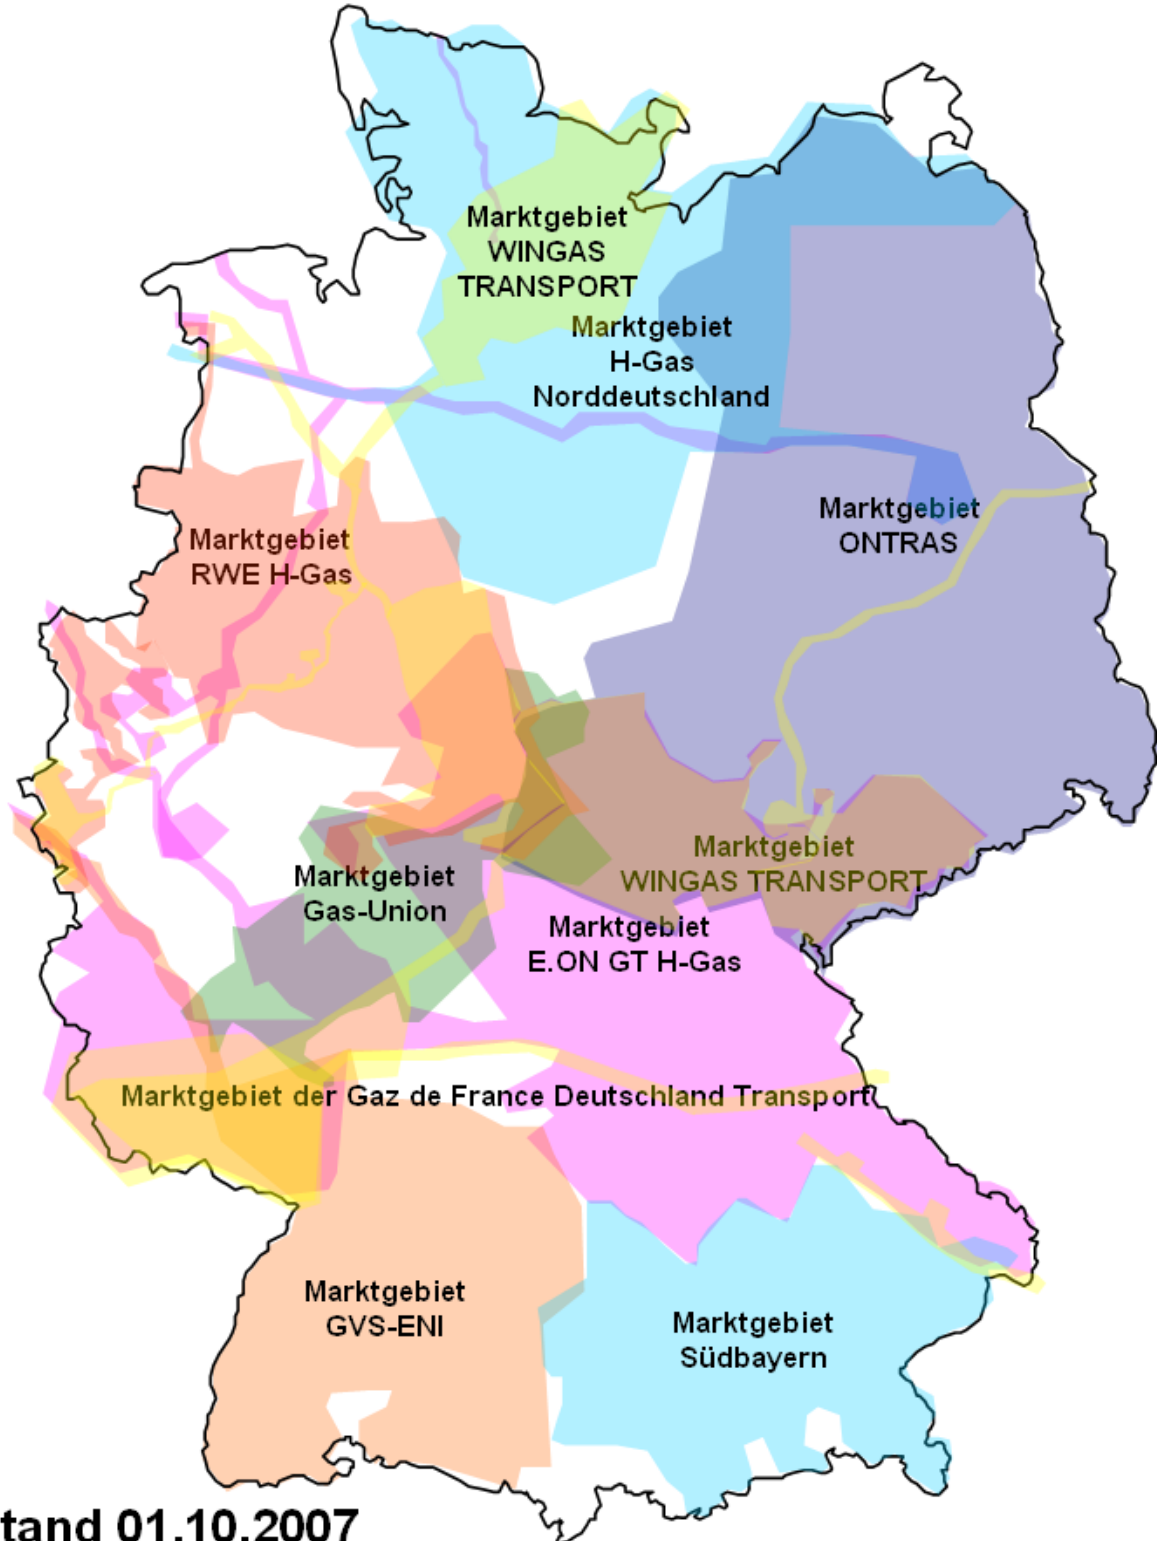 Marktgebiet
WINGAS
TRANSPORT
Marktgebiet
H-Gas
Norddeutschland
Marktgebiet
ONTRAS
Marktgebiet
RWE H-Gas
Marktgebiet
WINGAS TRANSPORT
Marktgebiet
Gas-Union
Marktgebiet
E.ON GT H-Gas
Marktgebiet der Gaz de France Deutschland Transport
Marktgebiet
GVS-ENI
Marktgebiet
Südbayern
tand 01.10.2007